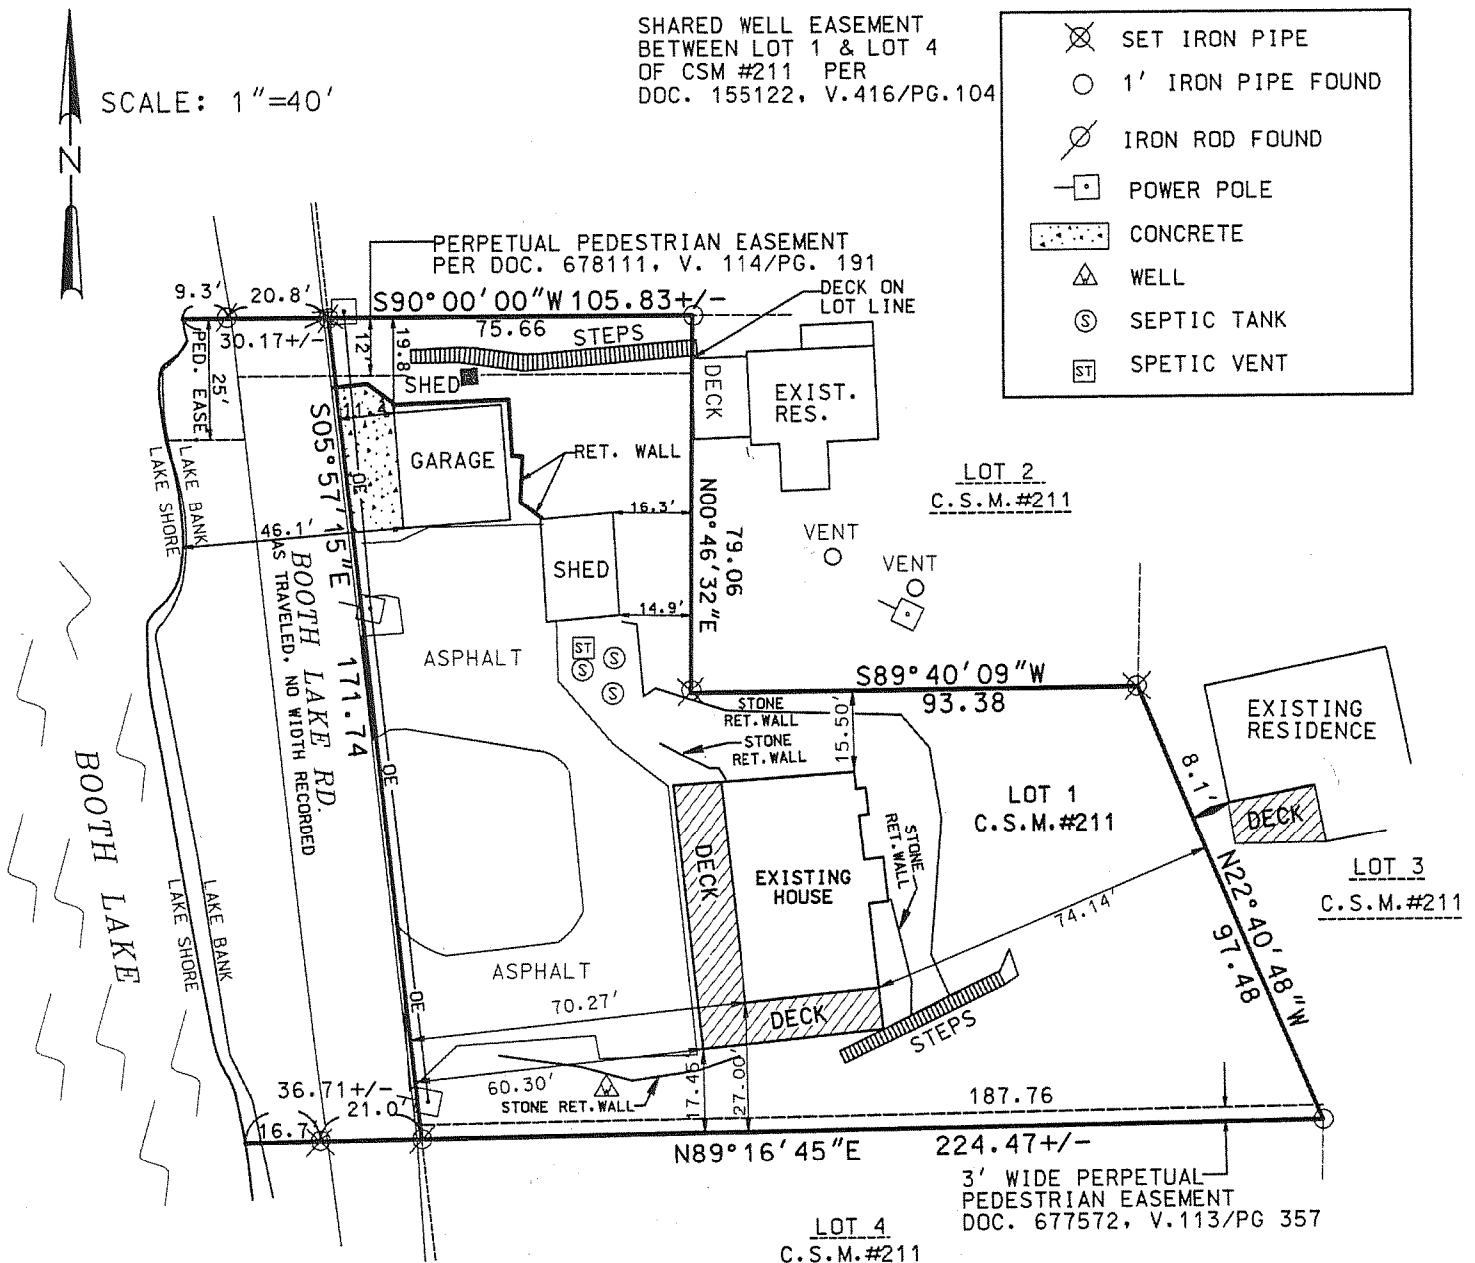 SHARED WELL EASEMENT
BETWEEN LOT 1 & LOT 4
OF CSM #211 PER
DOC. 155122, V.416/PG.104
SCALE: 1"=40'
N
SET IRON PIPE
1' IRON PIPE FOUND
IRON ROD FOUND
POWER POLE
CONCRETE
W WELL
S SEPTIC TANK
ST SPETIC VENT
PERPETUAL PEDESTRIAN EASEMENT
PER DOC. 678111, V. 114/PG. 191
DECK ON
LOT LINE
9.3'
20.8'
S90°00'00"W 105.83+/-
75.66
30.17+/-
PED. EASE.
25'
12'
19.8
STEPS
SHED
DECK
EXIST.
RES.
11.2
GARAGE
RET. WALL
LAKE BANK
LAKE SHORE
46.1'
S05°57'15"E 171.74
OE
BOOTH LAKE RD.
AS TRAVELED, NO WIDTH RECORDED
16.3'
SHED
14.9'
N00°46'32"E
79.06
LOT 2
C.S.M.#211
VENT
VENT
ASPHALT
ST
S
S
S
S89°40'09"W
93.38
STONE
RET.WALL
STONE
RET.WALL
15.50'
EXISTING
RESIDENCE
8.1'
DECK
LOT 1
C.S.M.#211
STONE
RET.WALL
OE
BOOTH LAKE
DECK
EXISTING
HOUSE
LOT 3
C.S.M.#211
N22°40'48"W
97.48
74.14'
LAKE BANK
LAKE SHORE
ASPHALT
OE
70.27'
DECK
STEPS
36.71+/-
21.0'
16.7'
60.30'
W
STONE RET.WALL
17.45'
27.00'
187.76
N89°16'45"E
224.47+/-
3' WIDE PERPETUAL
PEDESTRIAN EASEMENT
DOC. 677572, V.113/PG 357
LOT 4
C.S.M.#211